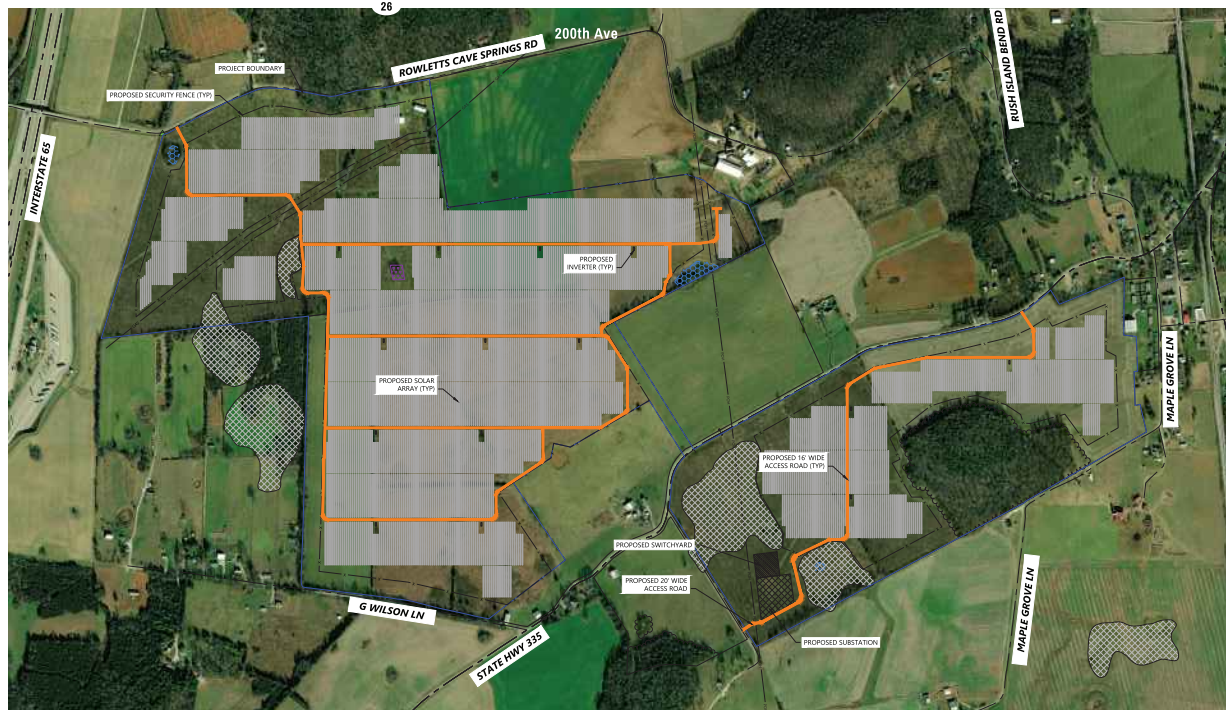 26
200th Ave
ROWLETTS CAVE SPRINGS RD
RUSH ISLAND BEND RD
PROJECT BOUNDARY
PROPOSED SECURITY FENCE (TYP)
INTERSTATE 65
PROPOSED
INVERTER (TYP)
PROPOSED SOLAR
ARRAY (TYP)
MAPLE GROVE LN
PROPOSED 16' WIDE
ACCESS ROAD (TYP)
PROPOSED SWITCHYARD
PROPOSED 20' WIDE
ACCESS ROAD
G WILSON LN
STATE HWY 335
PROPOSED SUBSTATION
MAPLE GROVE LN